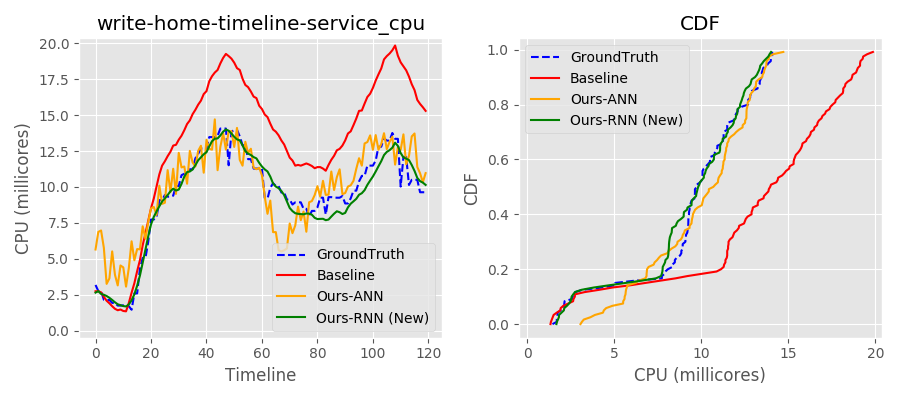 write-home-timeline-service_cpu
CPU (millicores)
20.0
17.5
15.0
12.5
10.0
7.5
5.0
2.5
0.0
0
20
40
60
80
100
120
Timeline
GroundTruth
Baseline
Ours-ANN
Ours-RNN (New)
CDF
CDF
1.0
0.8
0.6
0.4
0.2
0.0
0
5
10
15
20
CPU (millicores)
GroundTruth
Baseline
Ours-ANN
Ours-RNN (New)